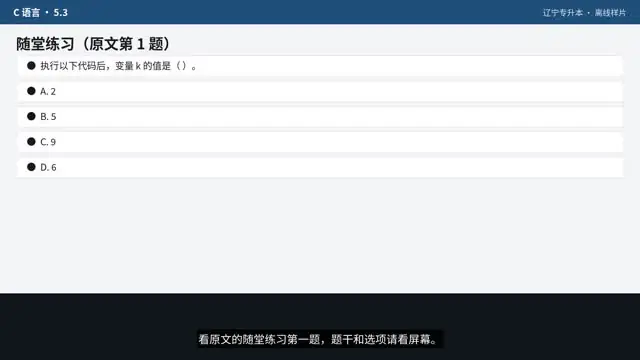 C 语言 • 5.3
辽宁专升本 • 离线样片
随堂练习（原文第 1 题）
● 执行以下代码后，变量 k 的值是（ ）。
● A. 2
● B. 5
● C. 9
● D. 6
看原文的随堂练习第一题，题干和选项请看屏幕。